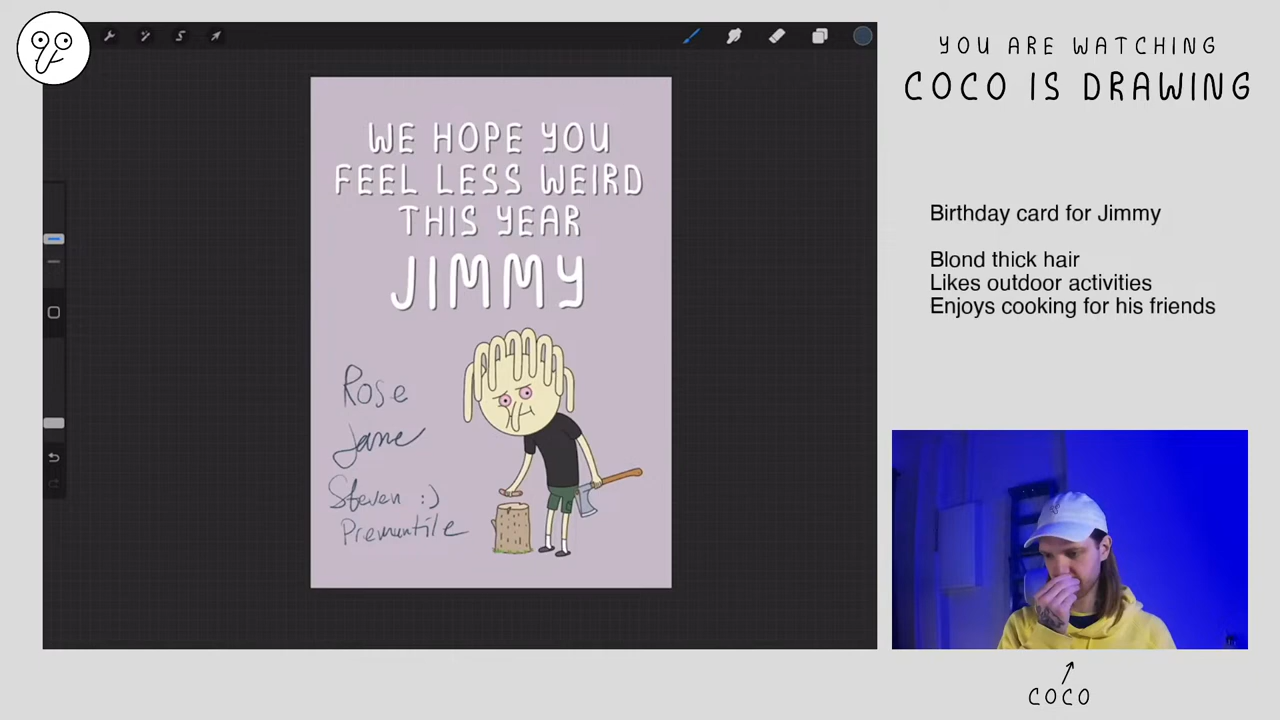 YOU ARE WATCHING
COCO IS DRAWING
WE HOPE YOU
FEEL LESS WEIRD
THIS YEAR
JIMMY
Rose
Jane
Steven :)
Premuntile
Birthday card for Jimmy
Blond thick hair
Likes outdoor activities
Enjoys cooking for his friends
COCO